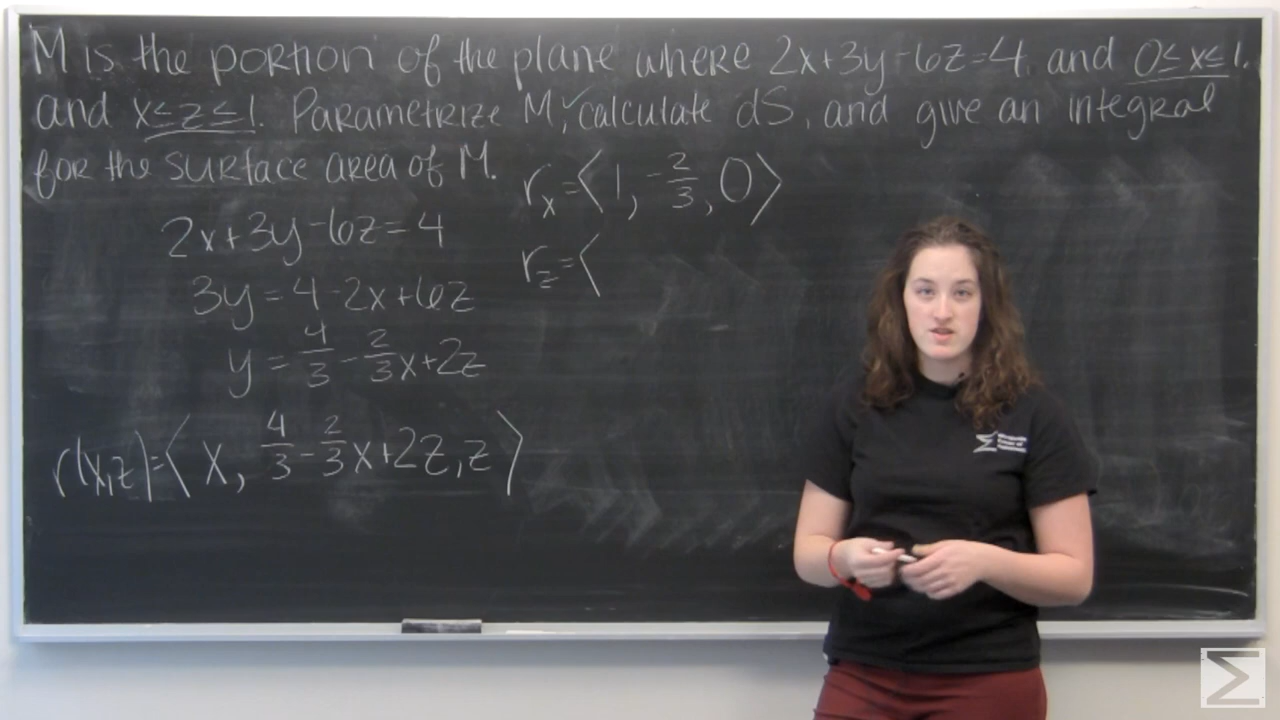 M is the portion of the plane where 2x+3y-6z=4 and 0≤x≤1.
and x≤z≤1. Parametrize M,✓ calculate dS, and give an integral
for the surface area of M.
r_x=⟨1, -2/3, 0⟩
r_z=⟨
2x+3y-6z=4
3y=4-2x+6z
y=4/3-2/3x+2z
r(x,z)=⟨x, 4/3-2/3x+2z, z⟩
Σ
Σ